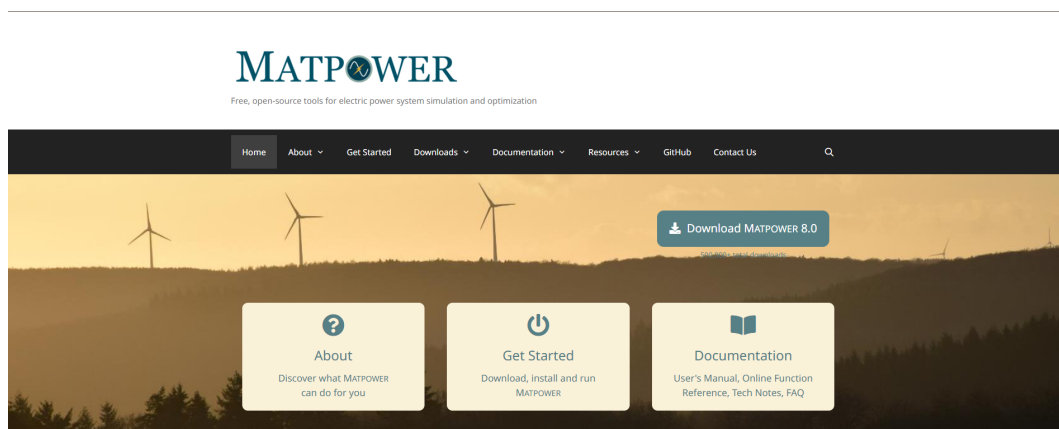 MATPOWER
Free, open-source tools for electric power system simulation and optimization
Home About Get Started Downloads Documentation Resources GitHub Contact Us
Download MATPOWER 8.0
total downloads
About
Discover what MATPOWER
can do for you
Get Started
Download, install and run
MATPOWER
Documentation
User's Manual, Online Function
Reference, Tech Notes, FAQ